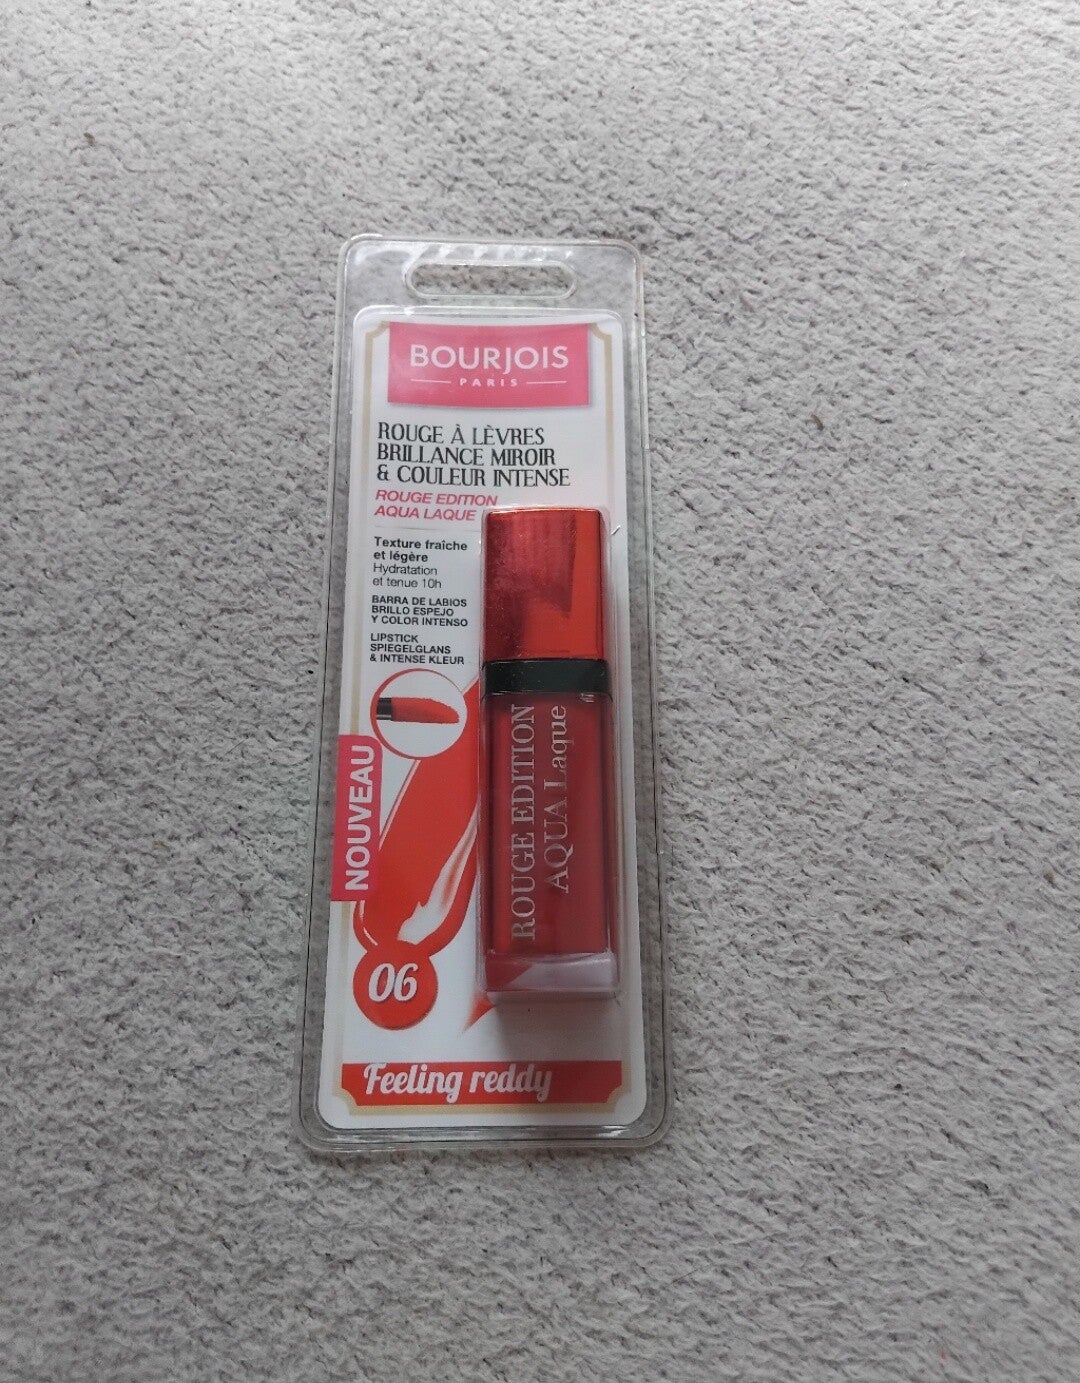 BOURJOIS
PARIS
ROUGE À LÈVRES
BRILLANCE MIROIR
& COULEUR INTENSE
ROUGE EDITION
AQUA LAQUE
Texture fraîche
et légère
Hydratation
et tenue 10h
BARRA DE LABIOS
BRILLO ESPEJO
Y COLOR INTENSO
LIPSTICK
SPIEGELGLANS
& INTENSE KLEUR
NOUVEAU
ROUGE EDITION
AQUA Laque
06
Feeling reddy